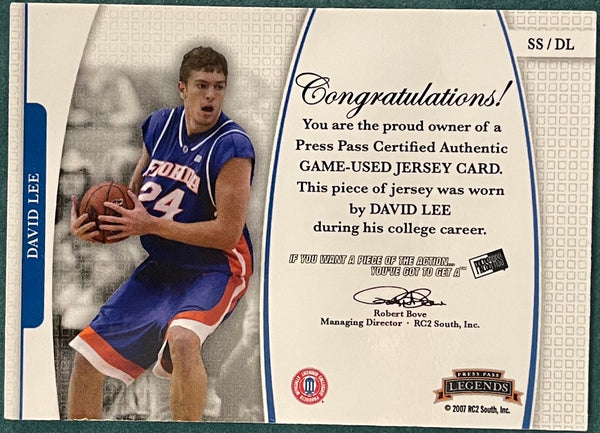 SS / DL
DAVID LEE
FLORIDA
24
Congratulations!
You are the proud owner of a
Press Pass Certified Authentic
GAME-USED JERSEY CARD.
This piece of jersey was worn
by DAVID LEE
during his college career.
IF YOU WANT A PIECE OF THE ACTION...
YOU'VE GOT TO GET A
Robert Bove
Managing Director · RC2 South, Inc.
PRESS PASS
LEGENDS
© 2007 RC2 South, Inc.